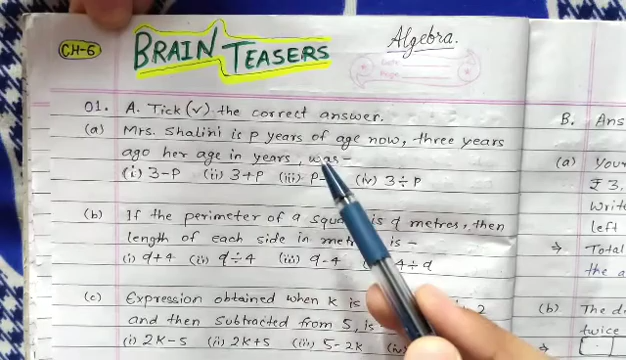 CH-6
BRAIN TEASERS
Algebra.
Date
Page
01. A. Tick (√) the correct answer.
(a) Mrs. Shalini is p years of age now, three years
ago her age in years, was-
(i) 3-P (ii) 3+P (iii) P- (iv) 3÷P
(b) If the perimeter of a squa is q metres, then
length of each side in met is -
(i) q+4 (ii) q÷4 (iii) q-4 4÷q
(c) Expression obtained when k is 2
and then subtracted from 5, is
(i) 2K-5 (ii) 2K+5 (iii) 5-2K (iv)
B. Ans
(a) Your
₹ 3.
Write
left
⇒ Total
the a
(b) The di
twice
⇒